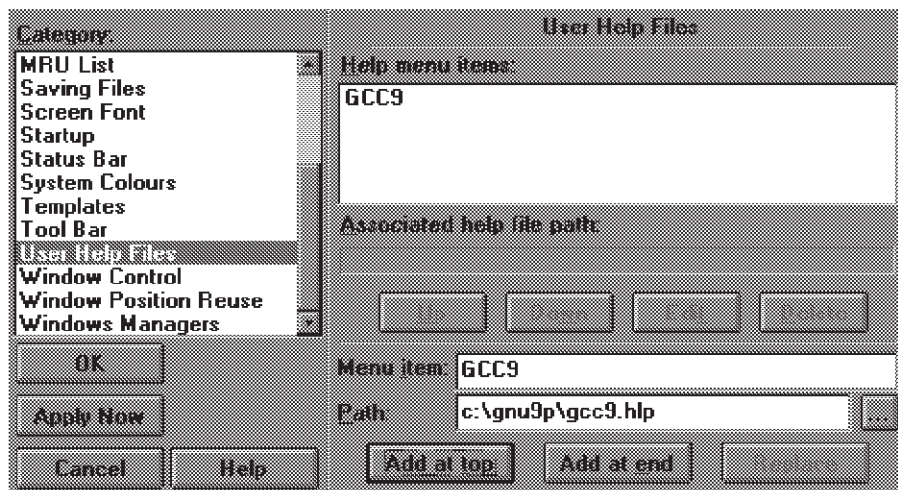 Category:
MRU List
Saving Files
Screen Font
Startup
Status Bar
System Colours
Templates
Tool Bar
User Help Files
Window Control
Window Position Reuse
Windows Managers
OK
Apply Now
Cancel
Help
User Help Files
Help menu items:
GCC9
Associated help file path:
Up
Down
Edit
Delete
Menu item: GCC9
Path: c:\gnu9p\gcc9.hlp ...
Add at top
Add at end
Replace